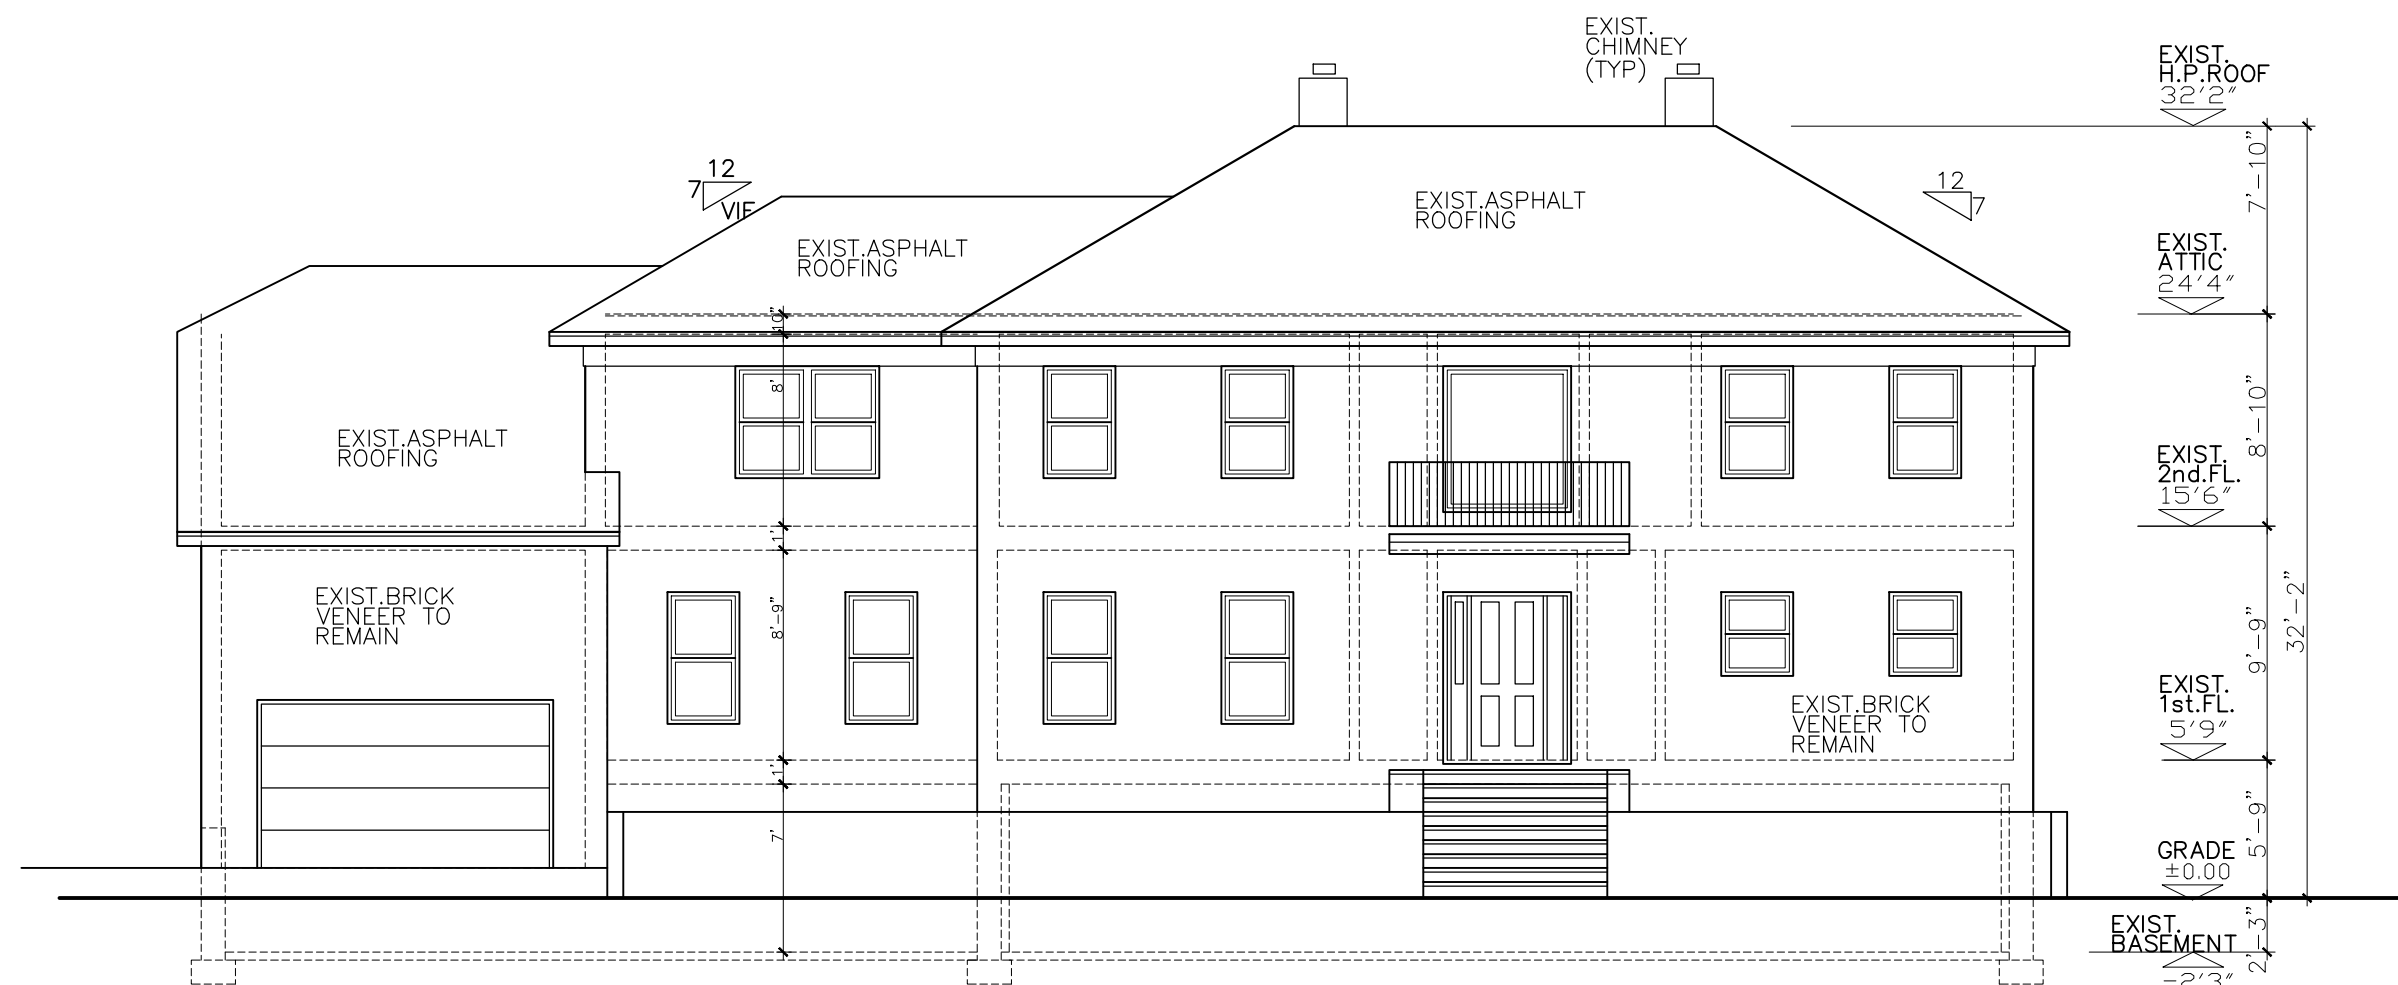 EXIST.
CHIMNEY
(TYP)
EXIST.
H.P.ROOF
32'2"
12
7
VIF
EXIST.ASPHALT
ROOFING
EXIST.ASPHALT
ROOFING
12
7
7'-10"
EXIST.
ATTIC
24'4"
10"
8'
8'-10"
EXIST.ASPHALT
ROOFING
EXIST.
2nd.FL.
15'6"
1'
EXIST.BRICK
VENEER TO
REMAIN
8'-9"
9'-9"
32'-2"
EXIST.
1st.FL.
5'9"
EXIST.BRICK
VENEER TO
REMAIN
1'
7'
5'-9"
GRADE
±0.00
EXIST.
BASEMENT
-2'3"
2'-3"